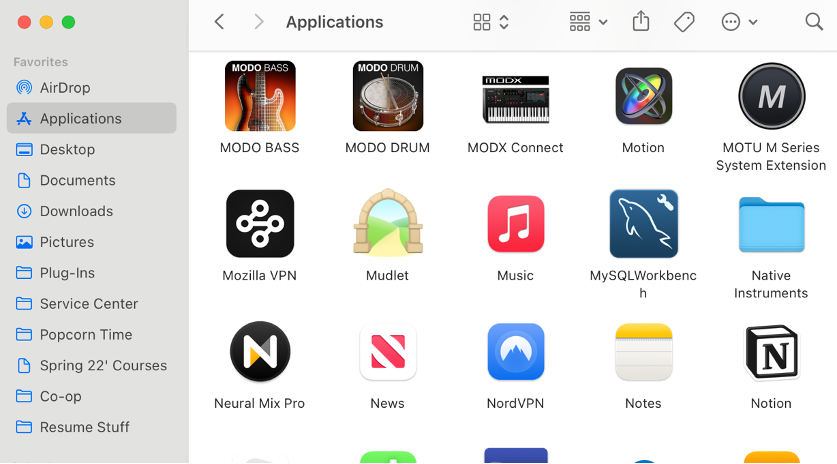 Applications
Favorites
AirDrop
Applications
Desktop
Documents
Downloads
Pictures
Plug-Ins
Service Center
Popcorn Time
Spring 22' Courses
Co-op
Resume Stuff
MODO BASS
MODO DRUM
MODX
M
MODO BASS
MODO DRUM
MODX Connect
Motion
MOTU M Series
System Extension
Mozilla VPN
Mudlet
Music
MySQLWorkbenc
h
Native
Instruments
N
N
Neural Mix Pro
News
NordVPN
Notes
Notion